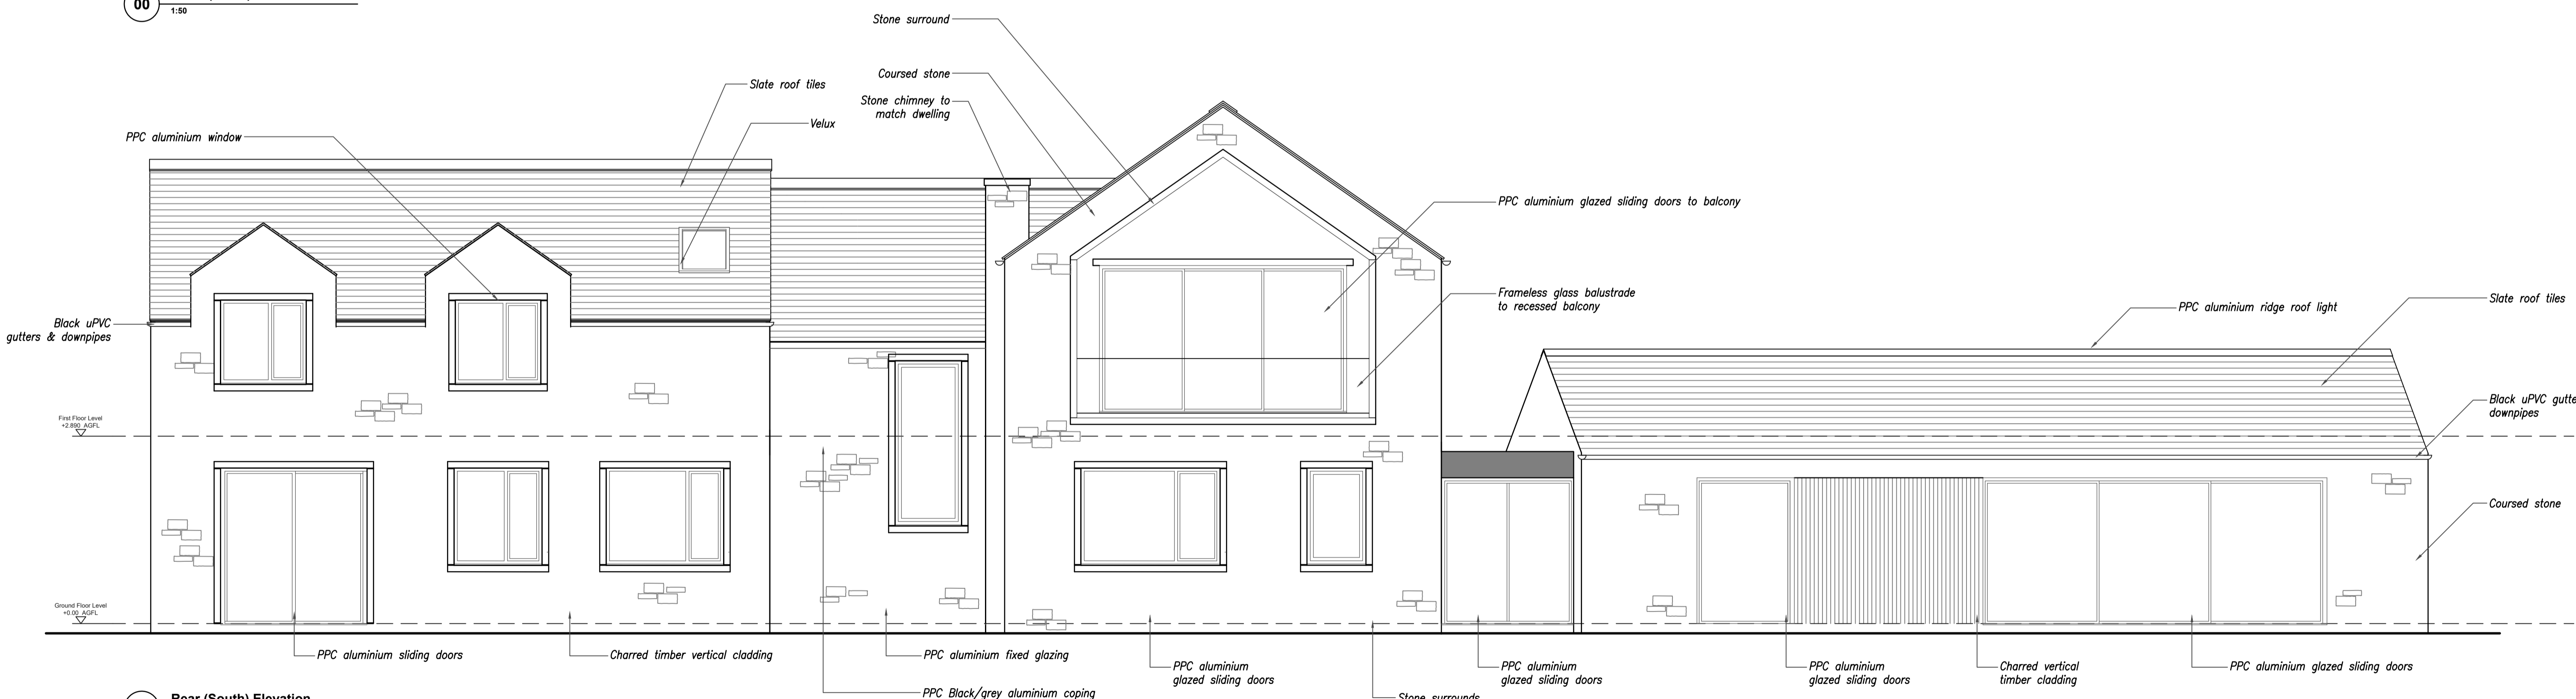 00
1:50
Stone surround
Coursed stone
Stone chimney to
match dwelling
Slate roof tiles
Velux
PPC aluminium window
PPC aluminium glazed sliding doors to balcony
Frameless glass balustrade
to recessed balcony
Slate roof tiles
PPC aluminium ridge roof light
Black uPVC
gutters & downpipes
Black uPVC
downpipes
First Floor Level
+2.890 AGFL
Coursed stone
Ground Floor Level
+0.00 AGFL
PPC aluminium sliding doors
Charred timber vertical cladding
PPC aluminium fixed glazing
PPC aluminium
glazed sliding doors
PPC aluminium
glazed sliding doors
PPC aluminium
glazed sliding doors
Charred vertical
timber cladding
PPC aluminium glazed sliding doors
PPC Black/grey aluminium coping
Stone surrounds
Rear (South) Elevation